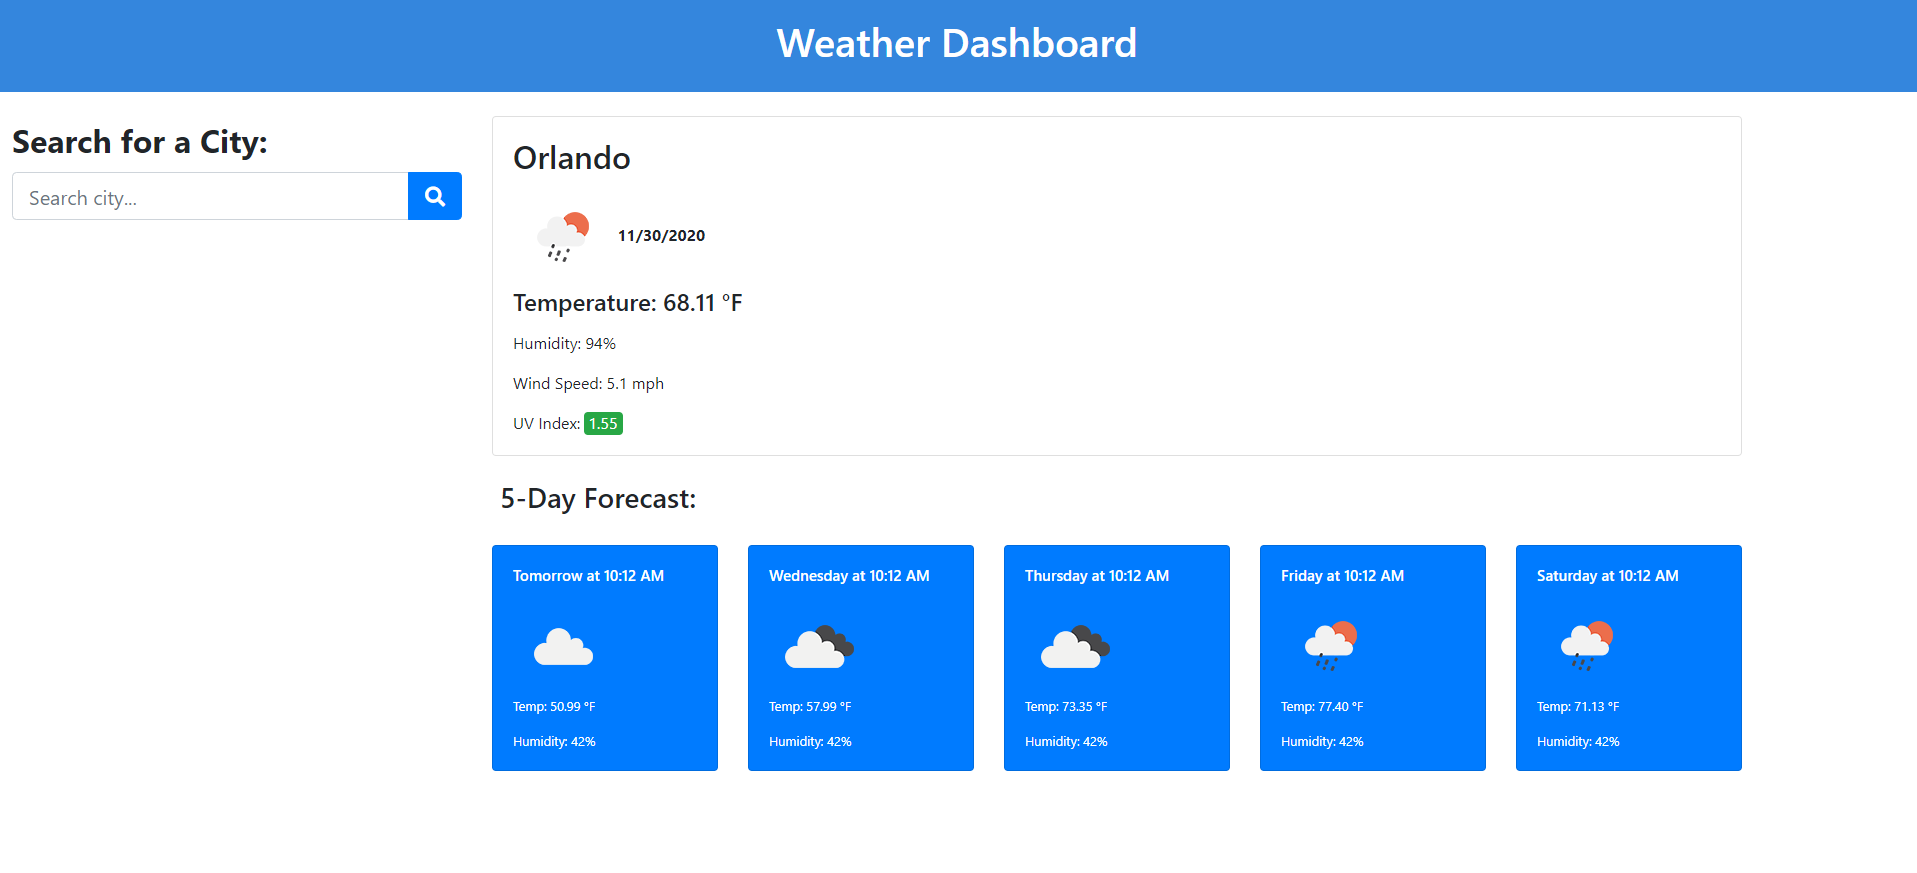 Weather Dashboard
Search for a City:
Search city...
Orlando
11/30/2020
Temperature: 68.11 °F
Humidity: 94%
Wind Speed: 5.1 mph
UV Index: 1.55
5-Day Forecast:
Tomorrow at 10:12 AM
Temp: 50.99 °F
Humidity: 42%
Wednesday at 10:12 AM
Temp: 57.99 °F
Humidity: 42%
Thursday at 10:12 AM
Temp: 73.35 °F
Humidity: 42%
Friday at 10:12 AM
Temp: 77.40 °F
Humidity: 42%
Saturday at 10:12 AM
Temp: 71.13 °F
Humidity: 42%